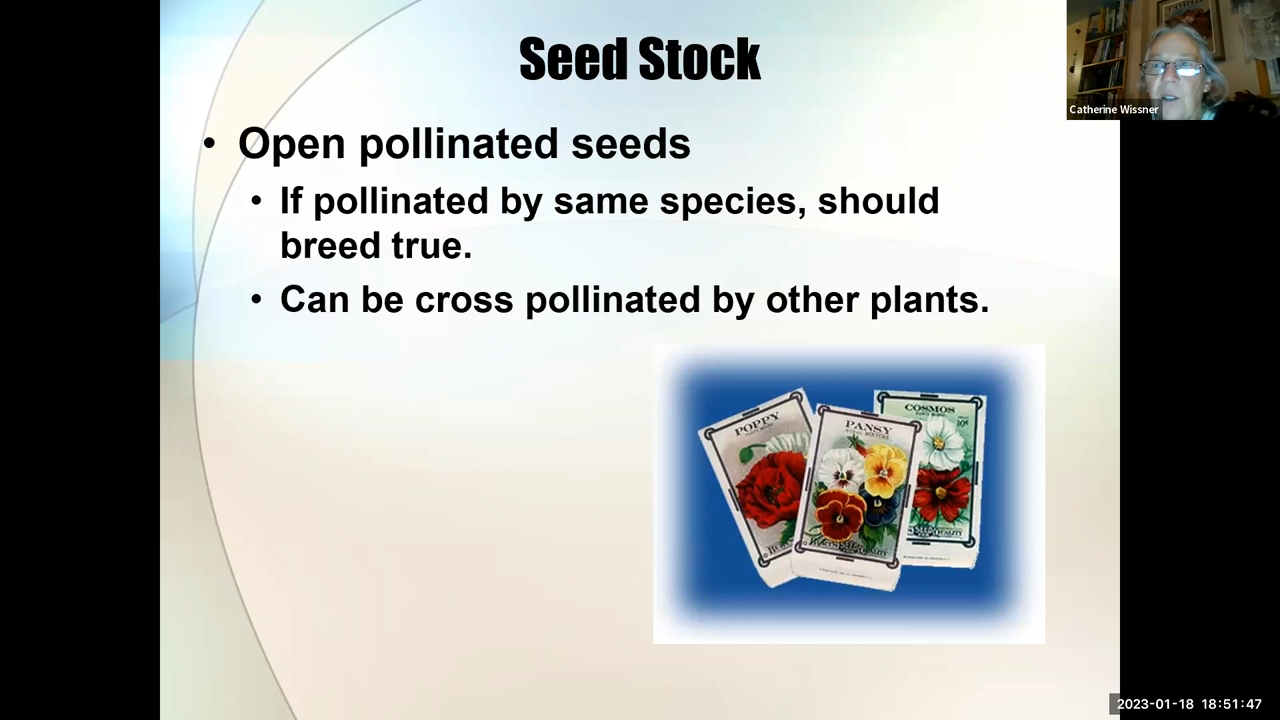 Seed Stock
Catherine Wissner
• Open pollinated seeds
• If pollinated by same species, should
breed true.
• Can be cross pollinated by other plants.
POPPY
PANSY
COSMOS
10¢
2023-01-18 18:51:47